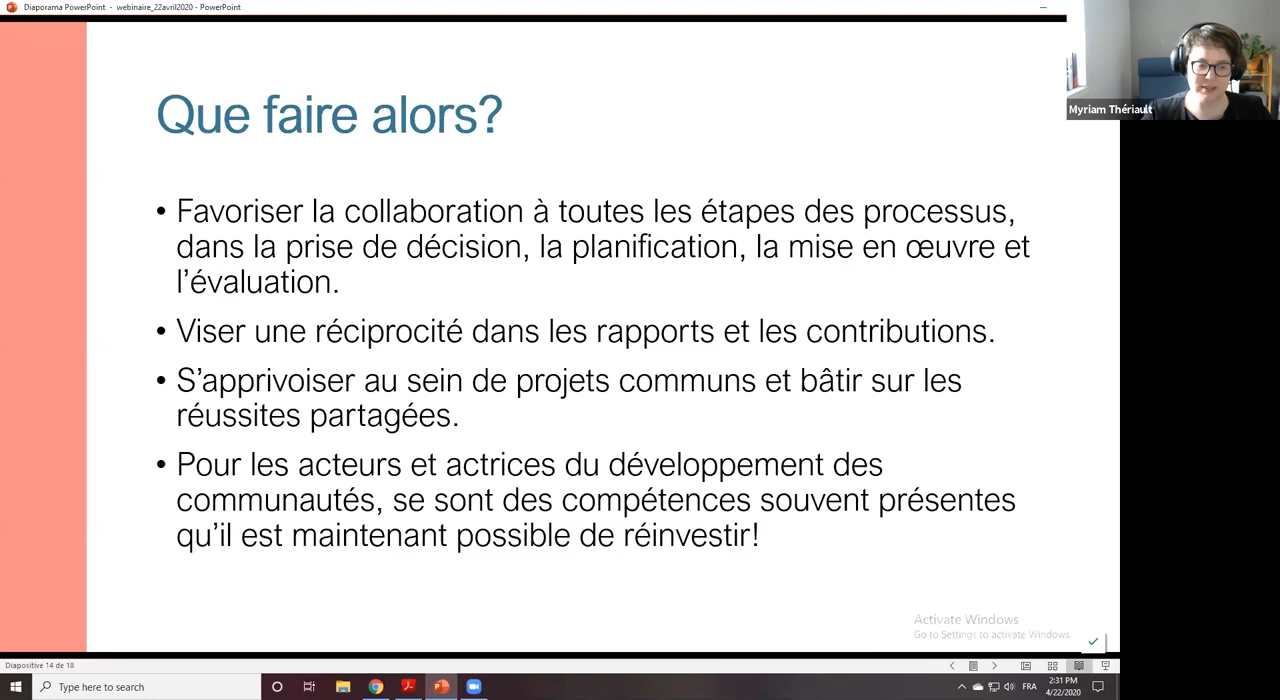 Diaporama PowerPoint - webinaire_22avril2020 - PowerPoint
Myriam Thériault
Que faire alors?
• Favoriser la collaboration à toutes les étapes des processus,
dans la prise de décision, la planification, la mise en œuvre et
l’évaluation.
• Viser une réciprocité dans les rapports et les contributions.
• S’apprivoiser au sein de projets communs et bâtir sur les
réussites partagées.
• Pour les acteurs et actrices du développement des
communautés, se sont des compétences souvent présentes
qu’il est maintenant possible de réinvestir!
Activate Windows
Go to Settings to activate Windows.
Diapositive 14 de 18
Type here to search
FRA
2:31 PM
4/22/2020